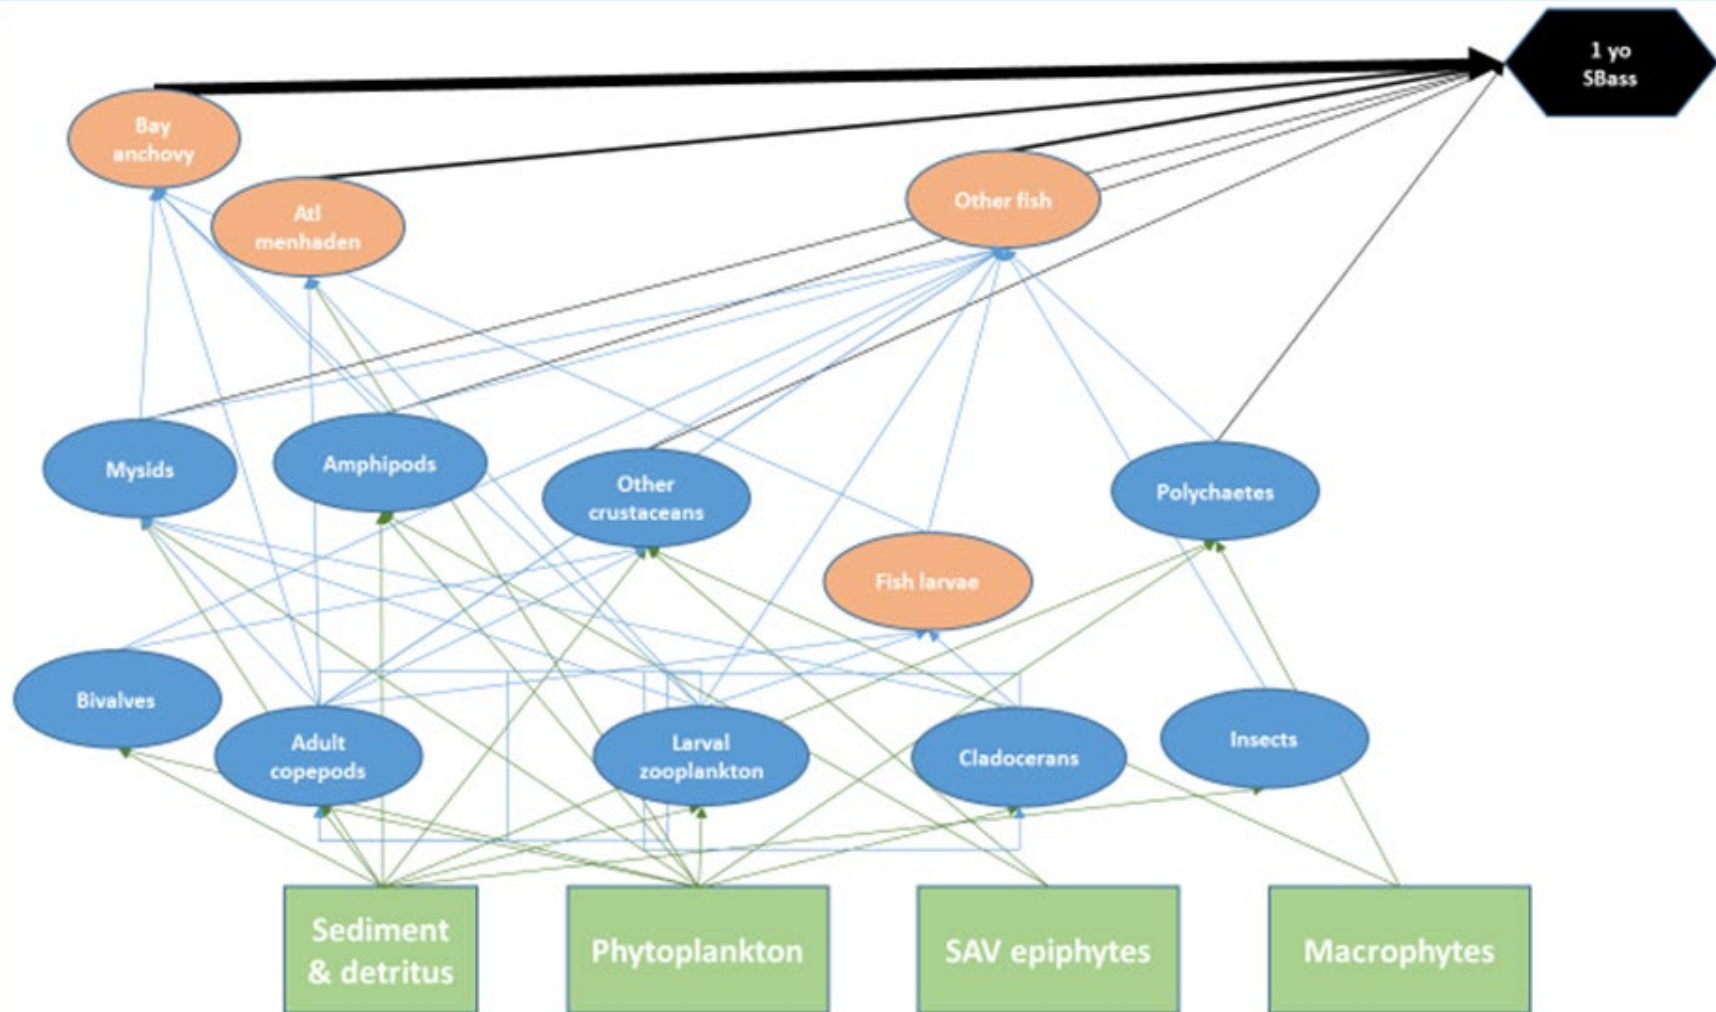 1 yo
SBass
Bay
anchovy
Atl
menhaden
Other fish
Mysids
Amphipods
Other
crustaceans
Polychaetes
Fish larvae
Bivalves
Adult
copepods
Larval
zooplankton
Cladocerans
Insects
Sediment
& detritus
Phytoplankton
SAV epiphytes
Macrophytes